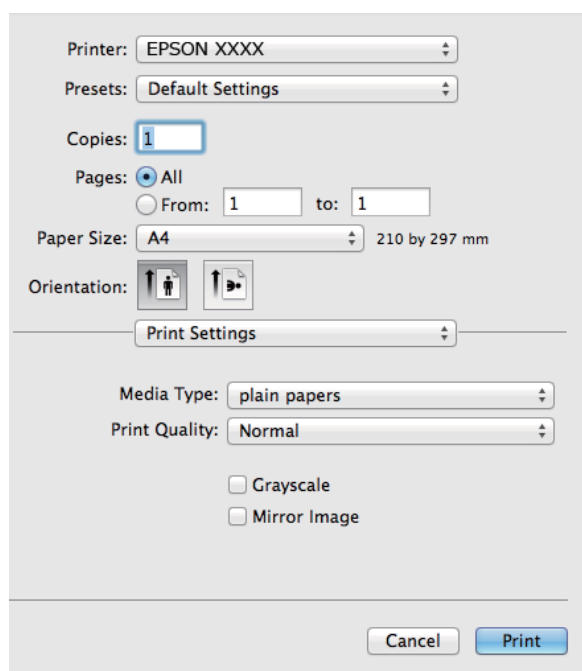 Printer: EPSON XXXX
Presets: Default Settings
Copies: 1
Pages: All
From: 1 to: 1
Paper Size: A4 210 by 297 mm
Orientation:
Print Settings
Media Type: plain papers
Print Quality: Normal
Grayscale
Mirror Image
Cancel Print